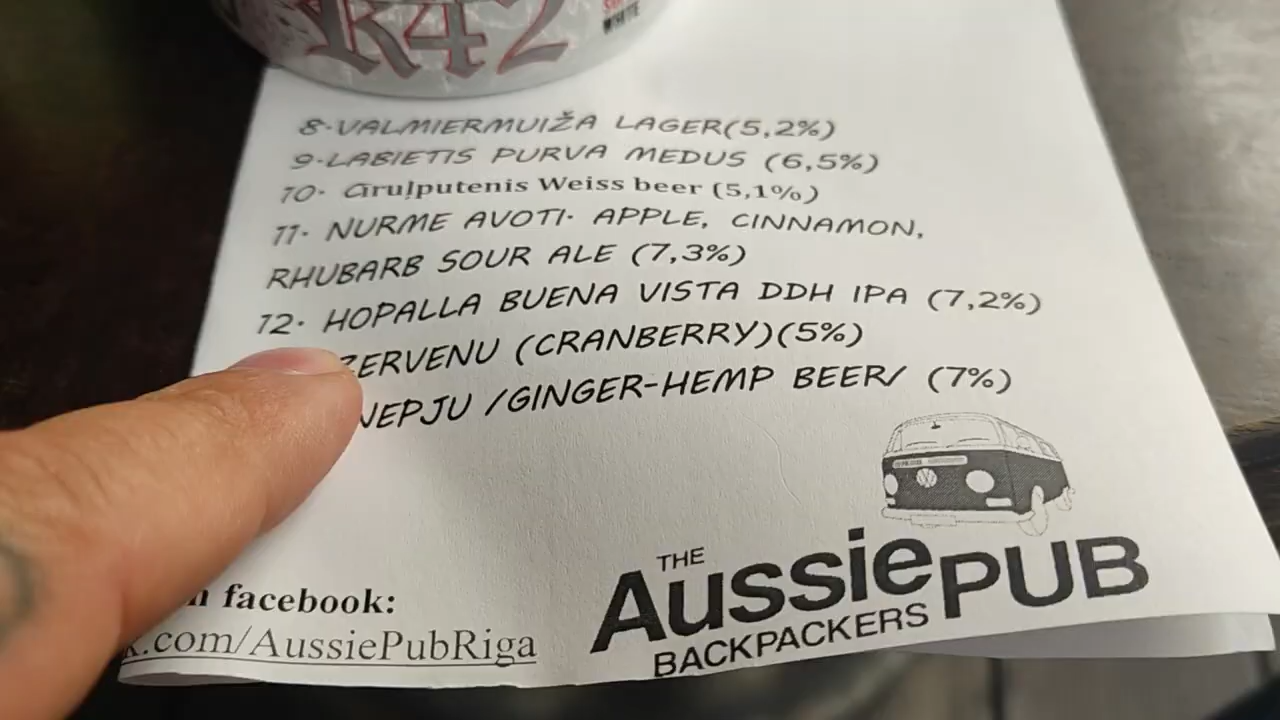 R42
WHITE
8· VALMIERMUIŽA LAGER(5,2%)
9· LABIETIS PURVA MEDUS (6,5%)
10· Gruļputenis Weiss beer (5,1%)
11· NURME AVOTI· APPLE, CINNAMON,
RHUBARB SOUR ALE (7,3%)
12· HOPALLA BUENA VISTA DDH IPA (7,2%)
ZERVENU (CRANBERRY)(5%)
NEPJU /GINGER-HEMP BEER/ (7%)
facebook:
.com/AussiePubRiga
THE
Aussie PUB
BACKPACKERS